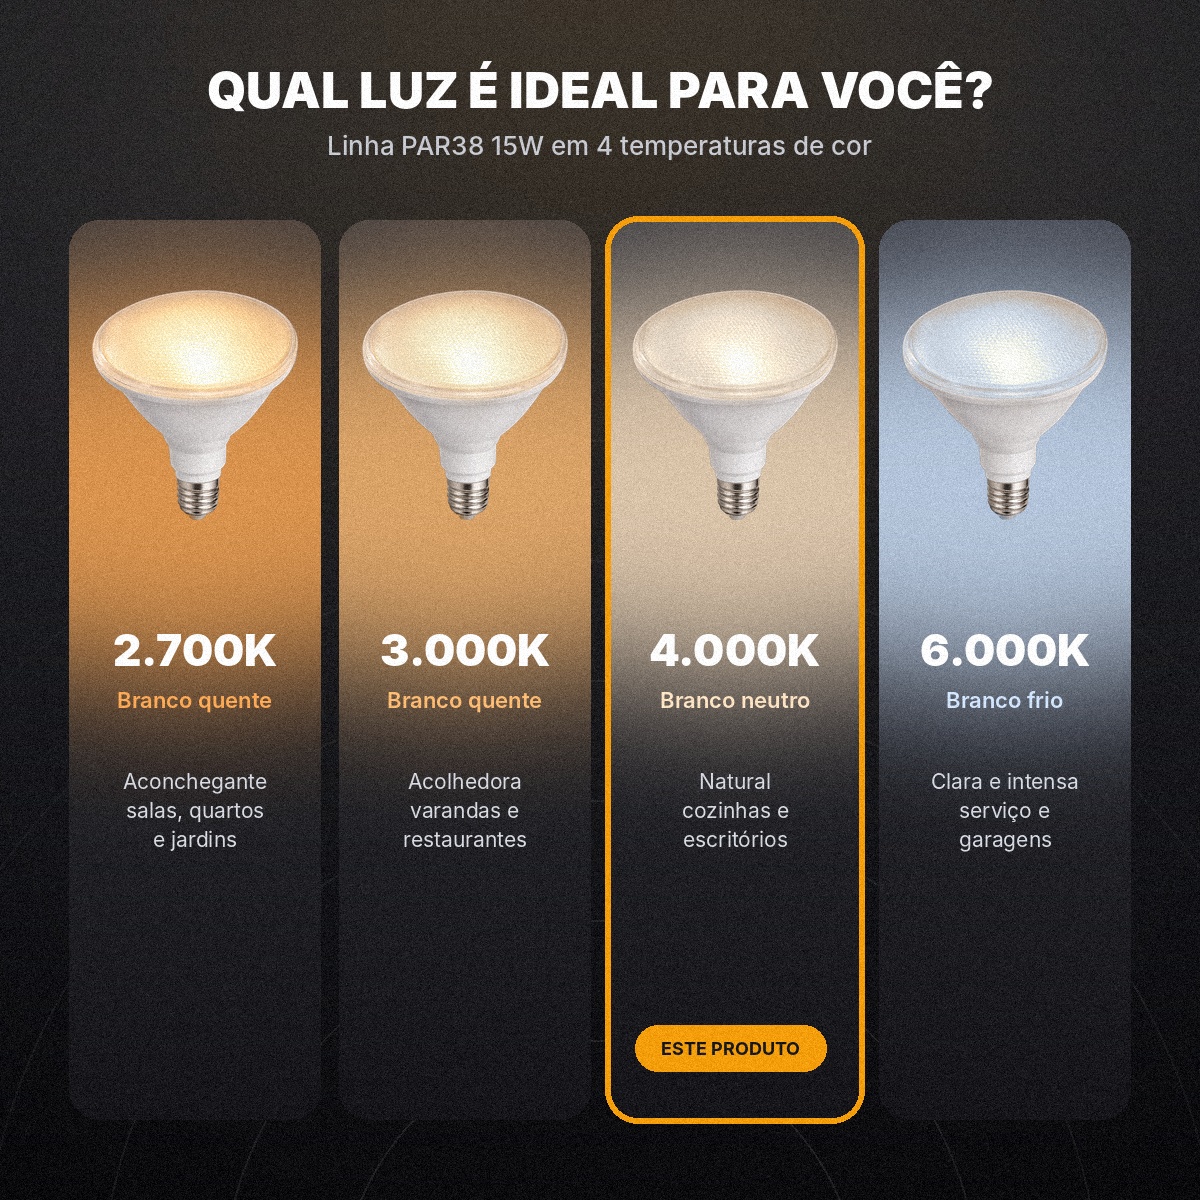 QUAL LUZ É IDEAL PARA VOCÊ?
Linha PAR38 15W em 4 temperaturas de cor
2.700K
Branco quente
Aconchegante
salas, quartos
e jardins
3.000K
Branco quente
Acolhedora
varandas e
restaurantes
4.000K
Branco neutro
Natural
cozinhas e
escritórios
ESTE PRODUTO
6.000K
Branco frio
Clara e intensa
serviço e
garagens